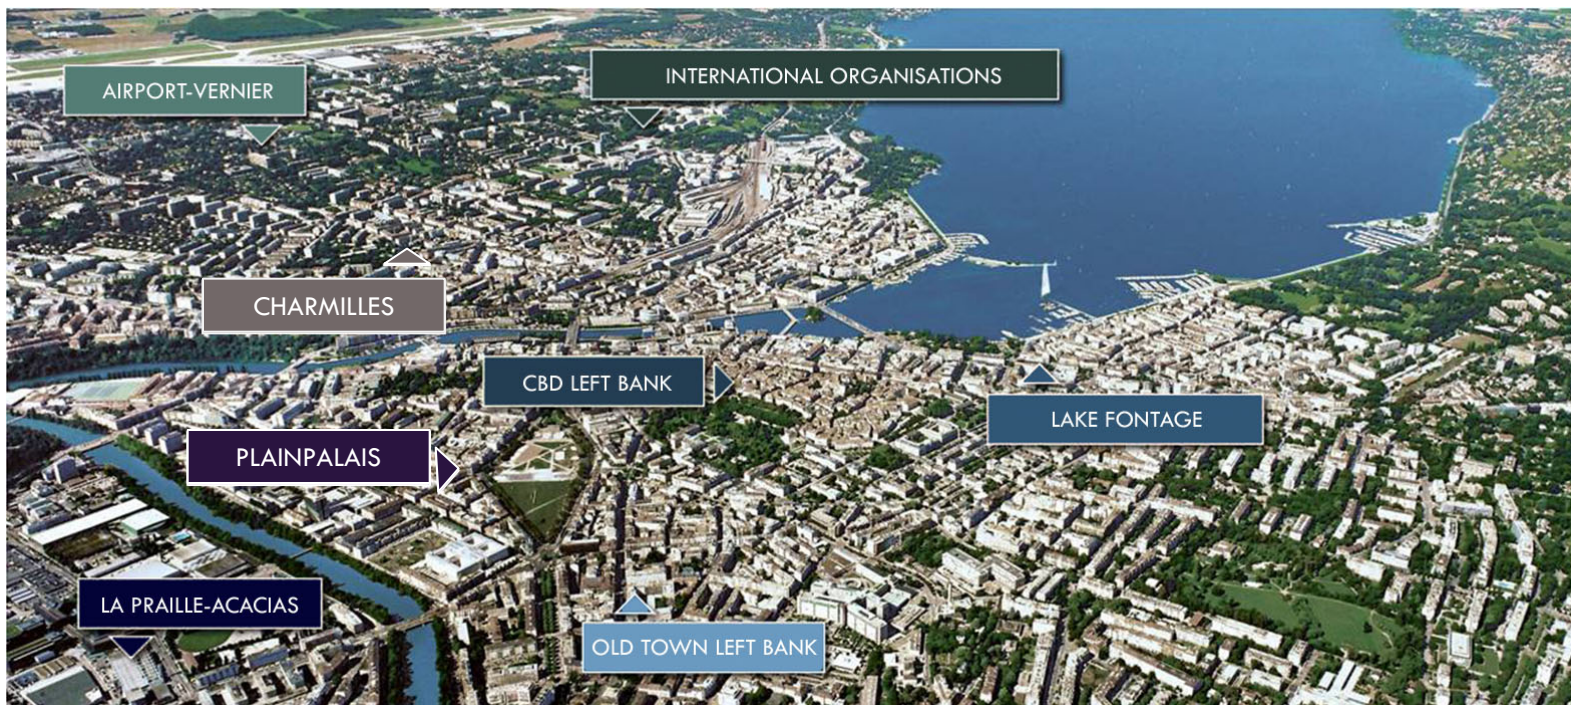 AIRPORT-VERNIER
INTERNATIONAL ORGANISATIONS
CHARMILLES
CBD LEFT BANK
LAKE FONTAGE
PLAINPALAIS
LA PRAILLE-ACACIAS
OLD TOWN LEFT BANK